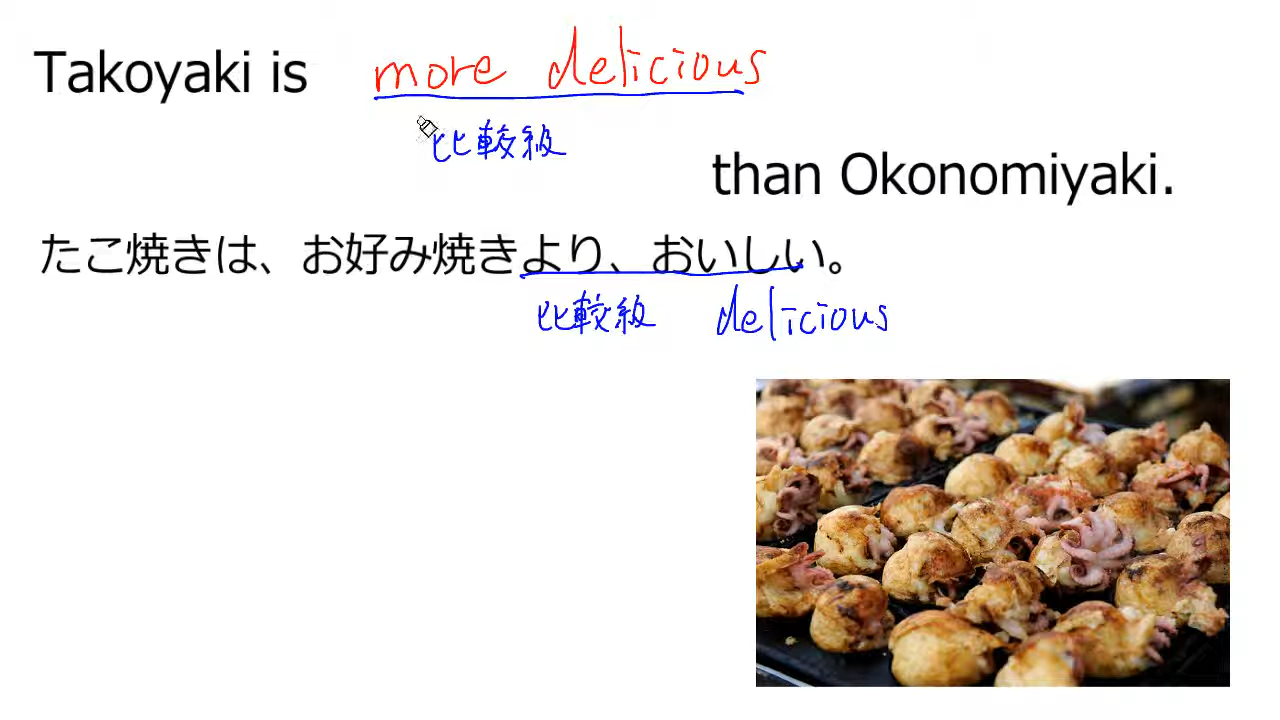 Takoyaki is more delicious
比較級
than Okonomiyaki.
たこ焼きは、お好み焼きより、おいしい。
比較級 delicious